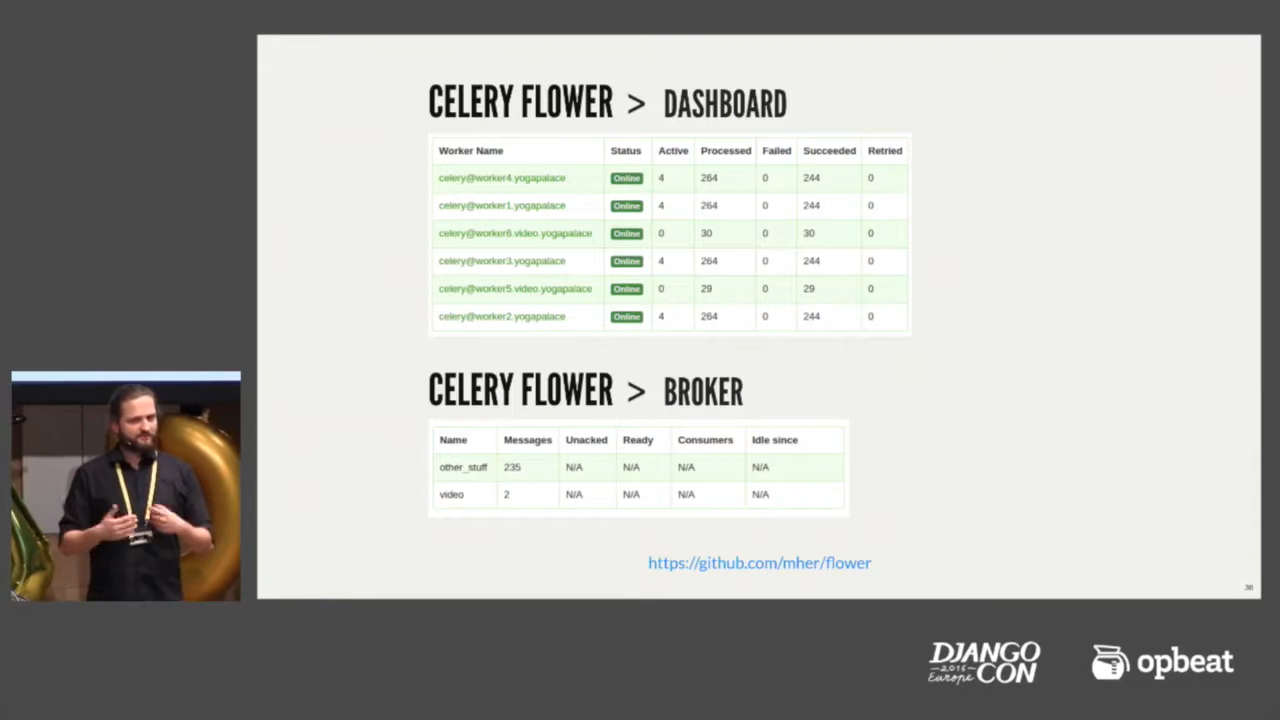 CELERY FLOWER > DASHBOARD
Worker Name Status Active Processed Failed Succeeded Retried
celery@worker4.yogapalace Online 4 264 0 244 0
celery@worker1.yogapalace Online 4 264 0 244 0
celery@worker6.video.yogapalace Online 0 30 0 30 0
celery@worker3.yogapalace Online 4 264 0 244 0
celery@worker5.video.yogapalace Online 0 29 0 29 0
celery@worker2.yogapalace Online 4 264 0 244 0
CELERY FLOWER > BROKER
Name Messages Unacked Ready Consumers Idle since
other_stuff 235 N/A N/A N/A N/A
video 2 N/A N/A N/A N/A
https://github.com/mher/flower
36
DJANGO
2016
Europe CON
opbeat